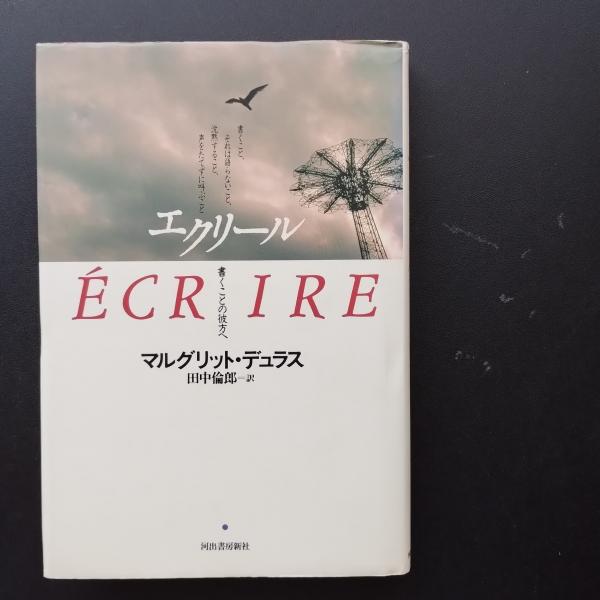 書くこと、
それは語らないこと、
沈黙すること、
声をたてずに叫ぶこと
エクリール
ÉCRIRE
書くことの彼方へ
マルグリット・デュラス
田中倫郎—訳
河出書房新社